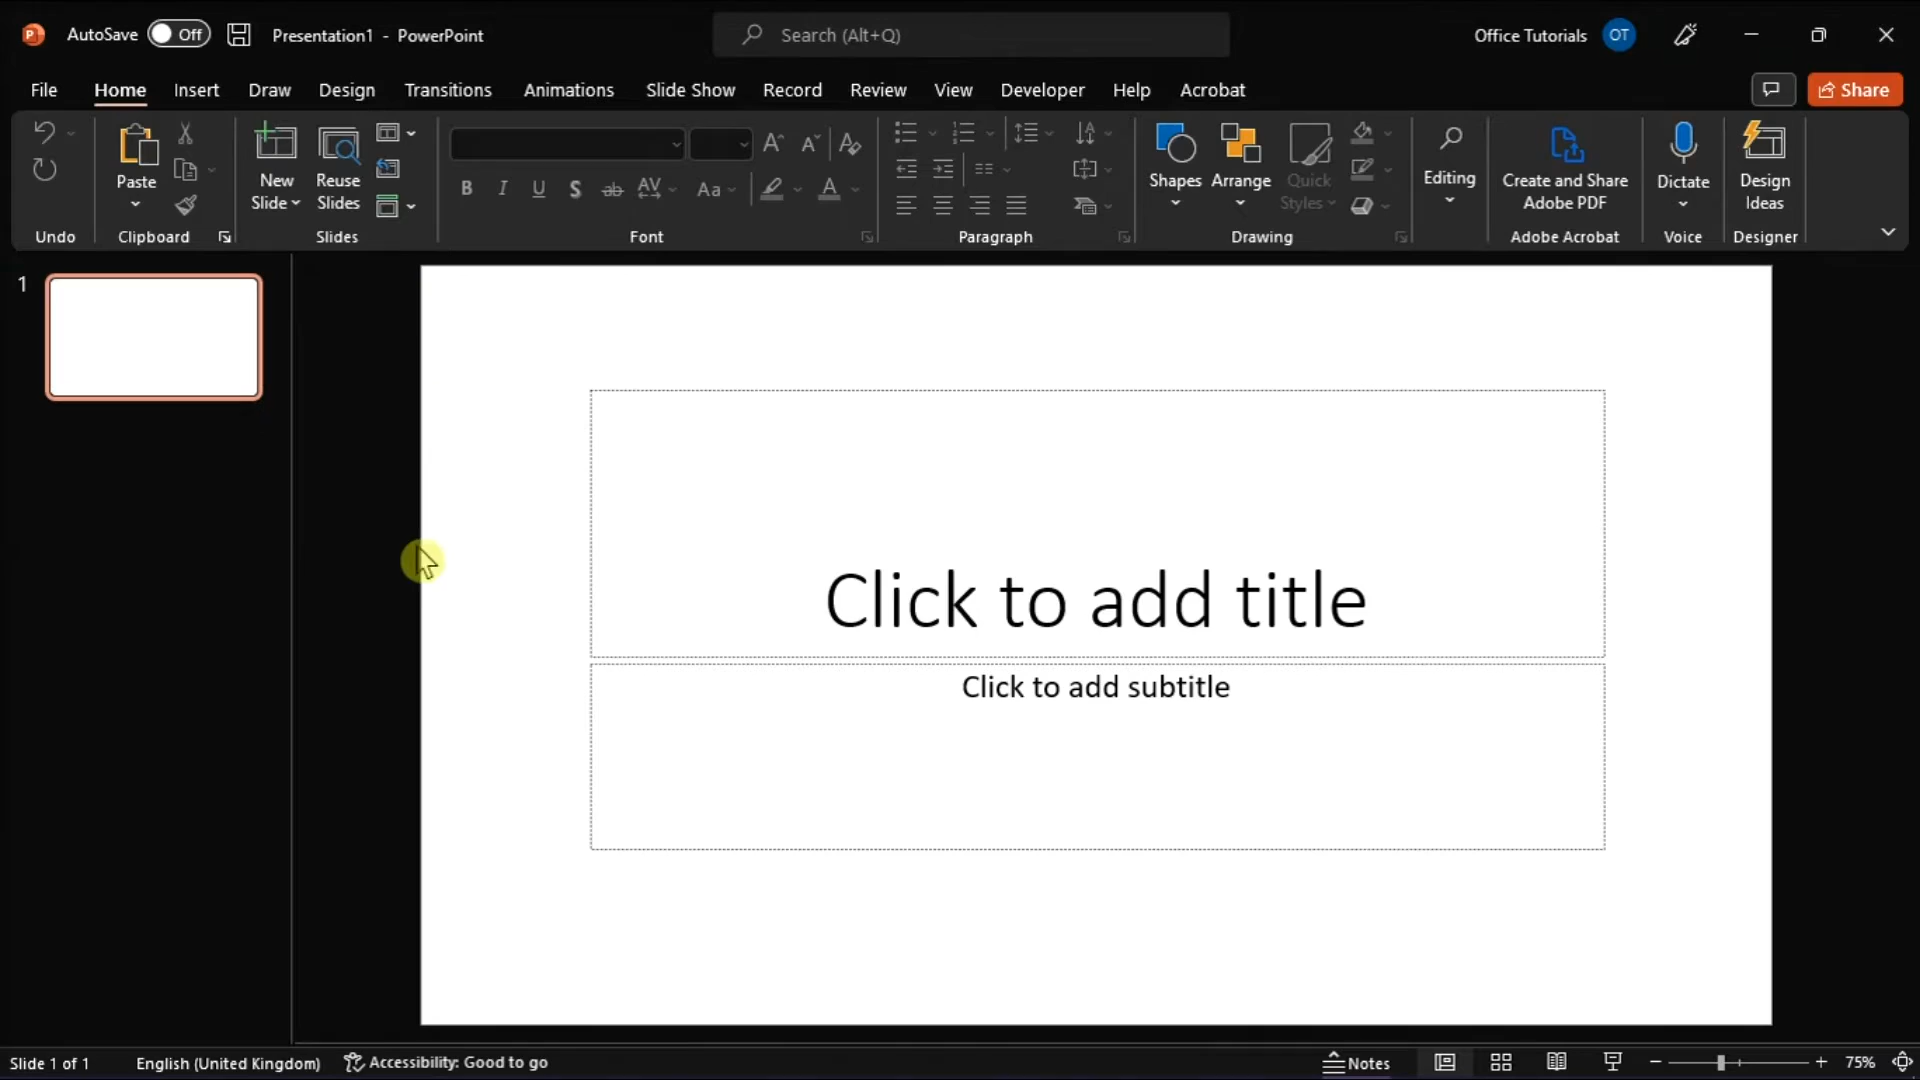 AutoSave Off Presentation1 - PowerPoint Search (Alt+Q) Office Tutorials OT
File Home Insert Draw Design Transitions Animations Slide Show Record Review View Developer Help Acrobat Share
Paste New Slide Reuse Slides Shapes Arrange Quick Styles Editing Create and Share Adobe PDF Dictate Design Ideas
B I U S ab AV Aa A
Undo Clipboard Slides Font Paragraph Drawing Adobe Acrobat Voice Designer
1
Click to add title
Click to add subtitle
Slide 1 of 1 English (United Kingdom) Accessibility: Good to go Notes 75%